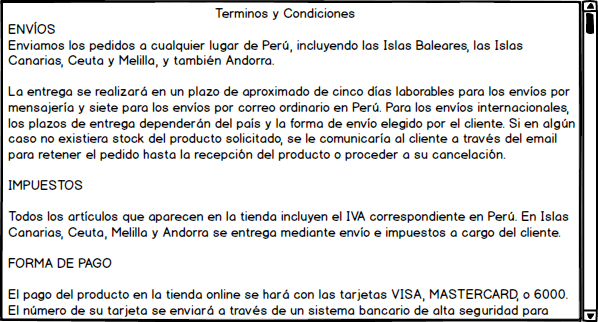 Terminos y Condiciones
ENVÍOS
Enviamos los pedidos a cualquier lugar de Perú, incluyendo las Islas Baleares, las Islas
Canarias, Ceuta y Melilla, y también Andorra.
La entrega se realizará en un plazo de aproximado de cinco días laborables para los envíos por
mensajería y siete para los envíos por correo ordinario en Perú. Para los envíos internacionales,
los plazos de entrega dependerán del país y la forma de envío elegido por el cliente. Si en algún
caso no existiera stock del producto solicitado, se le comunicaría al cliente a través del email
para retener el pedido hasta la recepción del producto o proceder a su cancelación.
IMPUESTOS
Todos los artículos que aparecen en la tienda incluyen el IVA correspondiente en Perú. En Islas
Canarias, Ceuta, Melilla y Andorra se entrega mediante envío e impuestos a cargo del cliente.
FORMA DE PAGO
El pago del producto en la tienda online se hará con las tarjetas VISA, MASTERCARD, o 6000.
El número de su tarjeta se enviará a través de un sistema bancario de alta seguridad para